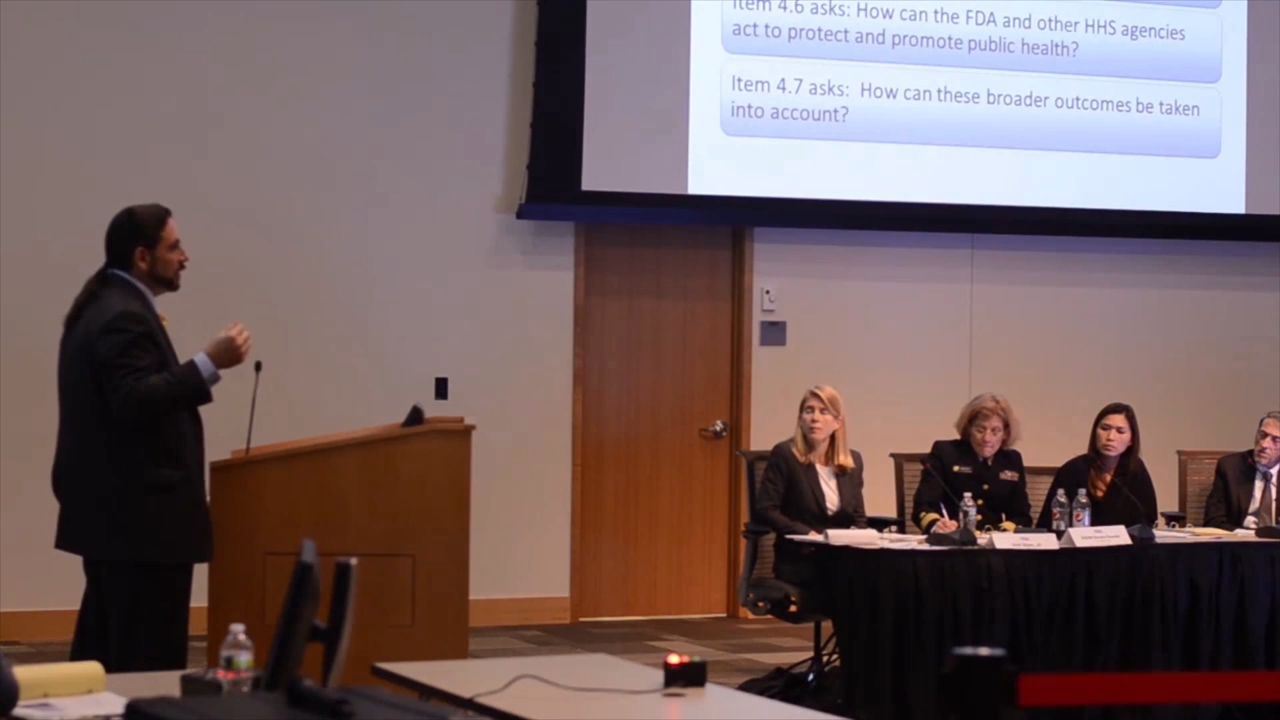 Item 4.6 asks: How can the FDA and other HHS agencies
act to protect and promote public health?
Item 4.7 asks: How can these broader outcomes be taken
into account?